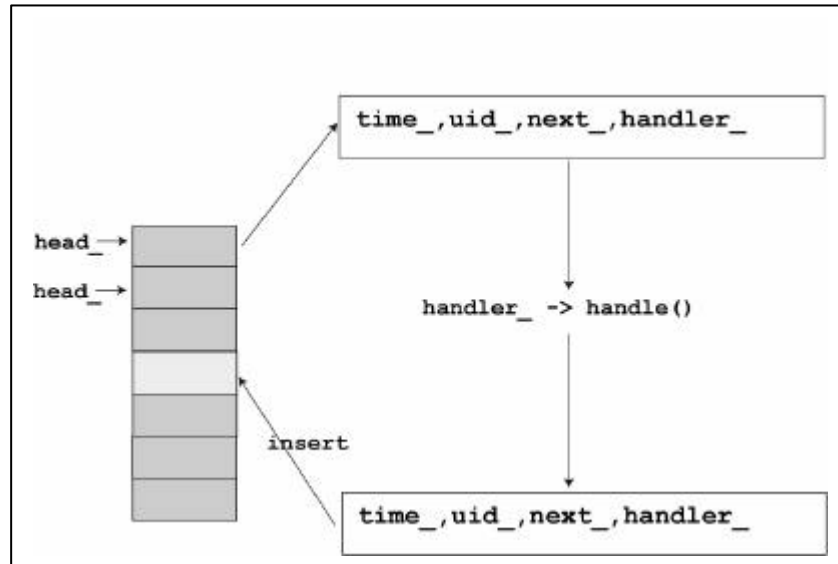 time_,uid_,next_,handler_
head_
head_
handler_ -> handle()
insert
time_,uid_,next_,handler_